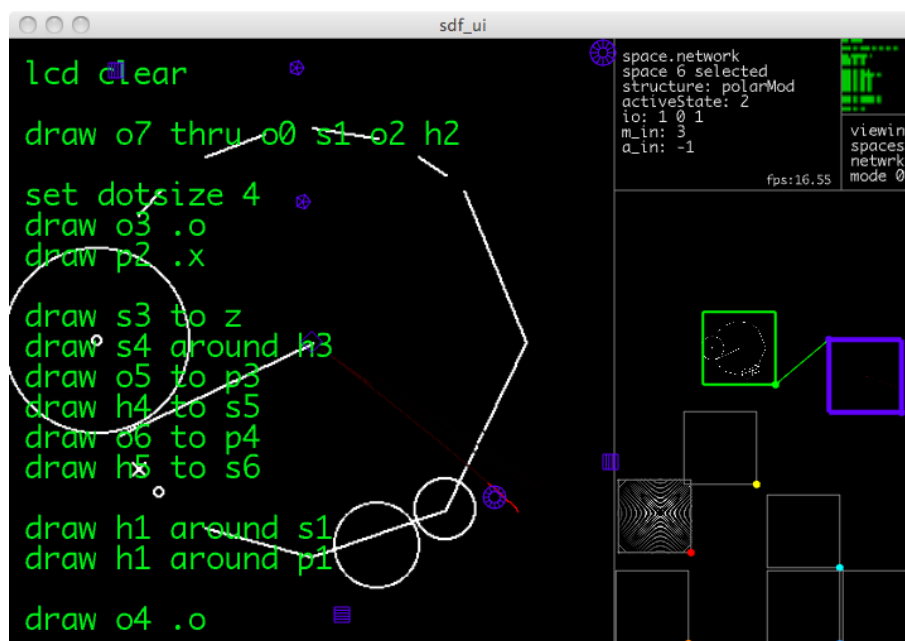 sdf_ui
lcd clear
draw o7 thru o0 s1 o2 h2
set dotsize 4
draw o3 .o
draw p2 .x
draw s3 to z
draw s4 around h3
draw o5 to p3
draw h4 to s5
draw o6 to p4
draw h5 to s6
draw h1 around s1
draw h1 around p1
draw o4 .o
space.network
space 6 selected
structure: polarMod
activeState: 2
io: 1 0 1
m_in: 3
a_in: -1
fps:16.55
viewin
spaces
netwrk
mode 0